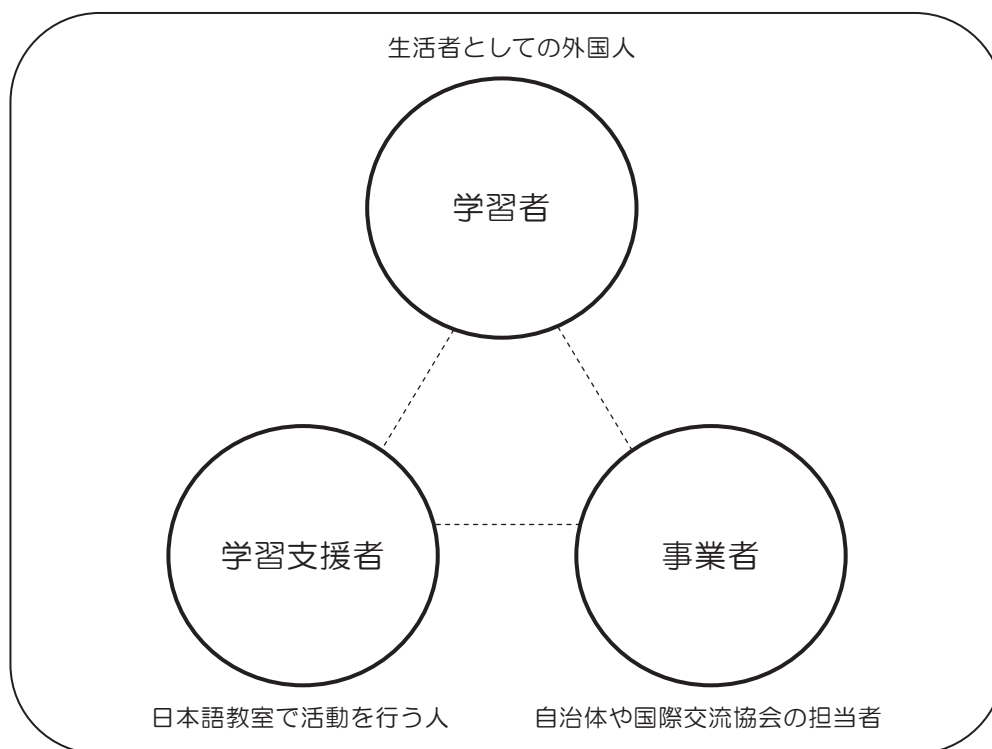 生活者としての外国人
学習者
学習支援者
事業者
日本語教室で活動を行う人
自治体や国際交流協会の担当者